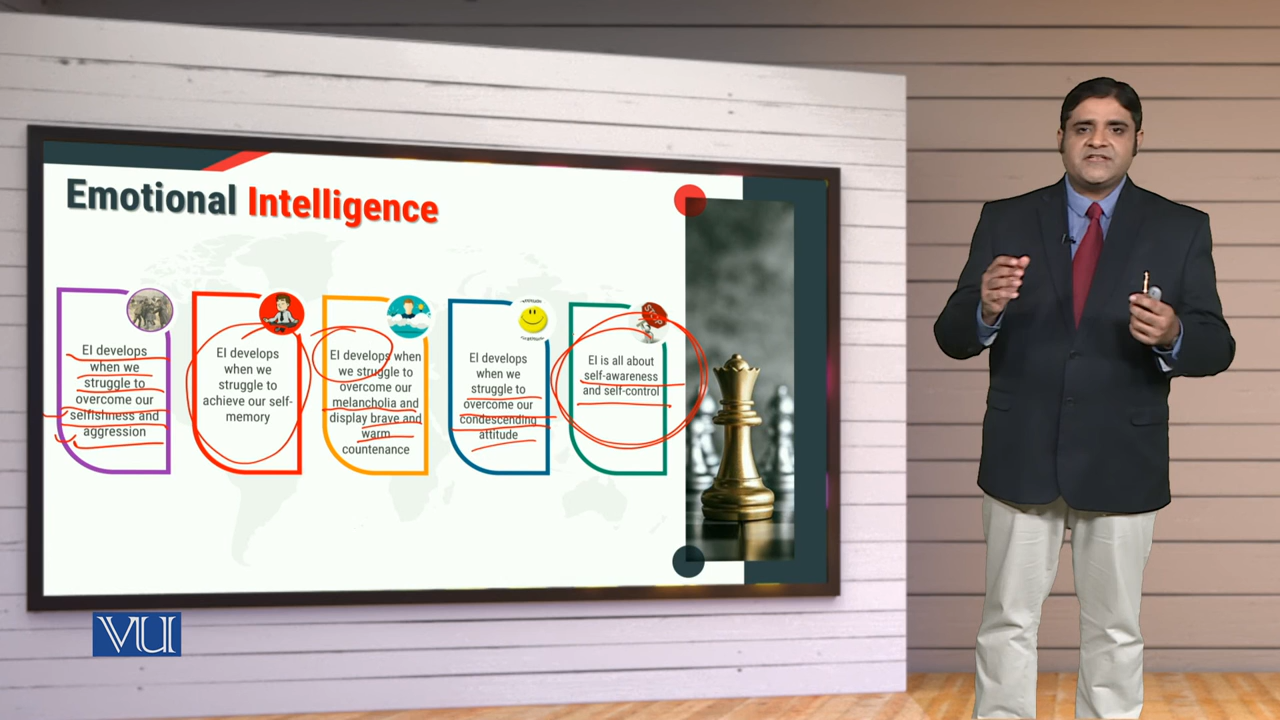 Emotional Intelligence
EI develops
when we
struggle to
overcome our
selfishness and
aggression
EI develops
when we
struggle to
achieve our self-
memory
EI develops when
we struggle to
overcome our
melancholia and
display brave and
warm
countenance
EI develops
when we
struggle to
overcome our
condescending
attitude
STOP
EI is all about
self-awareness
and self-control
VU